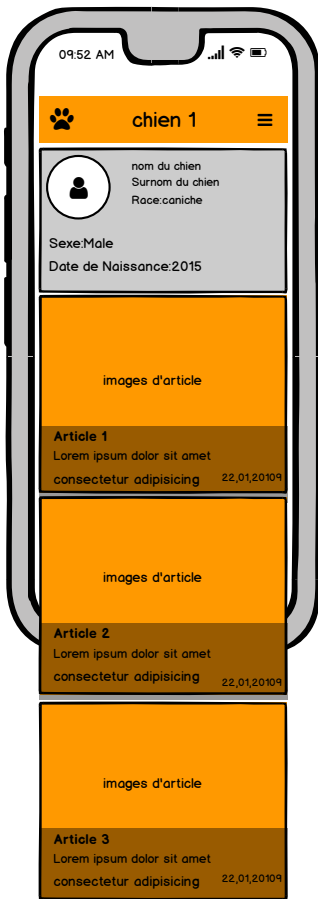 09:52 AM
chien 1
nom du chien
Surnom du chien
Race:caniche
Sexe:Male
Date de Naissance:2015
images d'article
Article 1
Lorem ipsum dolor sit amet
consectetur adipisicing 22,01,20109
images d'article
Article 2
Lorem ipsum dolor sit amet
consectetur adipisicing 22,01,20109
images d'article
Article 3
Lorem ipsum dolor sit amet
consectetur adipisicing 22,01,20109